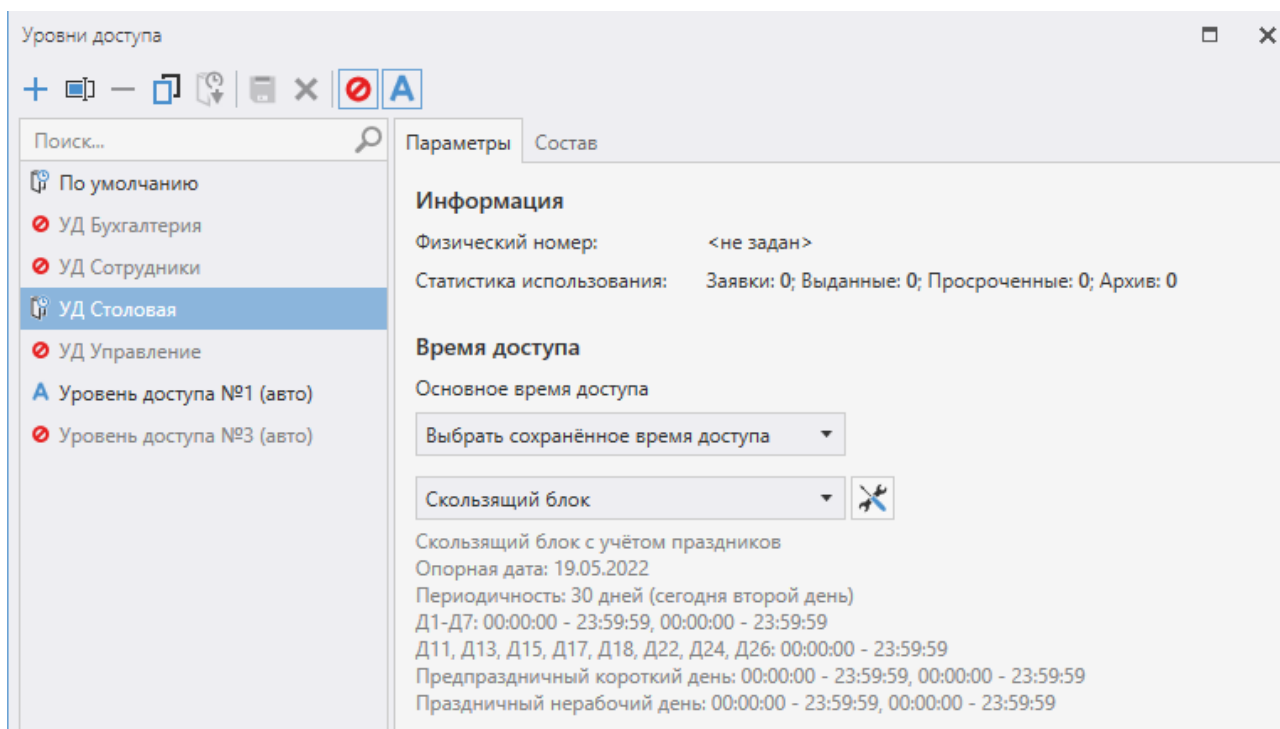 Уровни доступа
Поиск...
По умолчанию
УД Бухгалтерия
УД Сотрудники
УД Столовая
УД Управление
А Уровень доступа №1 (авто)
Уровень доступа №3 (авто)
Параметры Состав
Информация
Физический номер: <не задан>
Статистика использования: Заявки: 0; Выданные: 0; Просроченные: 0; Архив: 0
Время доступа
Основное время доступа
Выбрать сохранённое время доступа
Скользящий блок
Скользящий блок с учётом праздников
Опорная дата: 19.05.2022
Периодичность: 30 дней (сегодня второй день)
Д1-Д7: 00:00:00 - 23:59:59, 00:00:00 - 23:59:59
Д11, Д13, Д15, Д17, Д18, Д22, Д24, Д26: 00:00:00 - 23:59:59
Предпраздничный короткий день: 00:00:00 - 23:59:59, 00:00:00 - 23:59:59
Праздничный нерабочий день: 00:00:00 - 23:59:59, 00:00:00 - 23:59:59